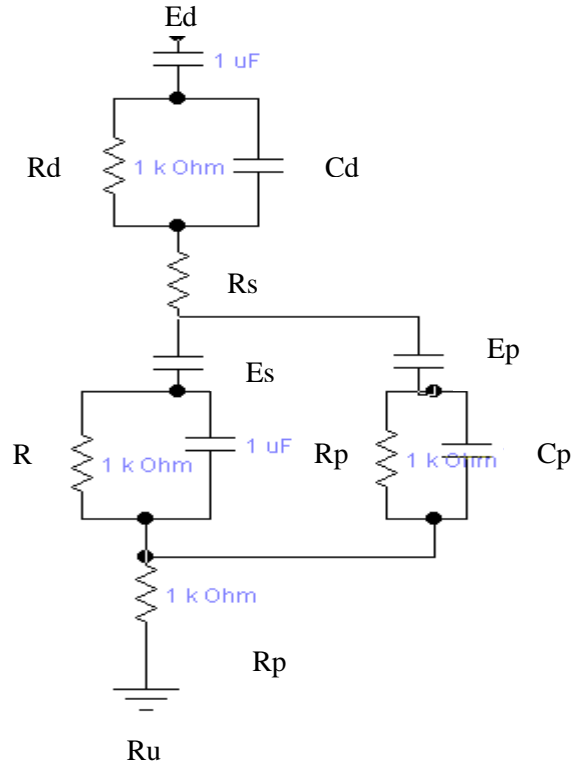 Ed
1 uF
Rd
1 k Ohm
Cd
Rs
Es
Ep
R
1 k Ohm
1 uF
Rp
1 k Ohm
Cp
1 k Ohm
Rp
Ru